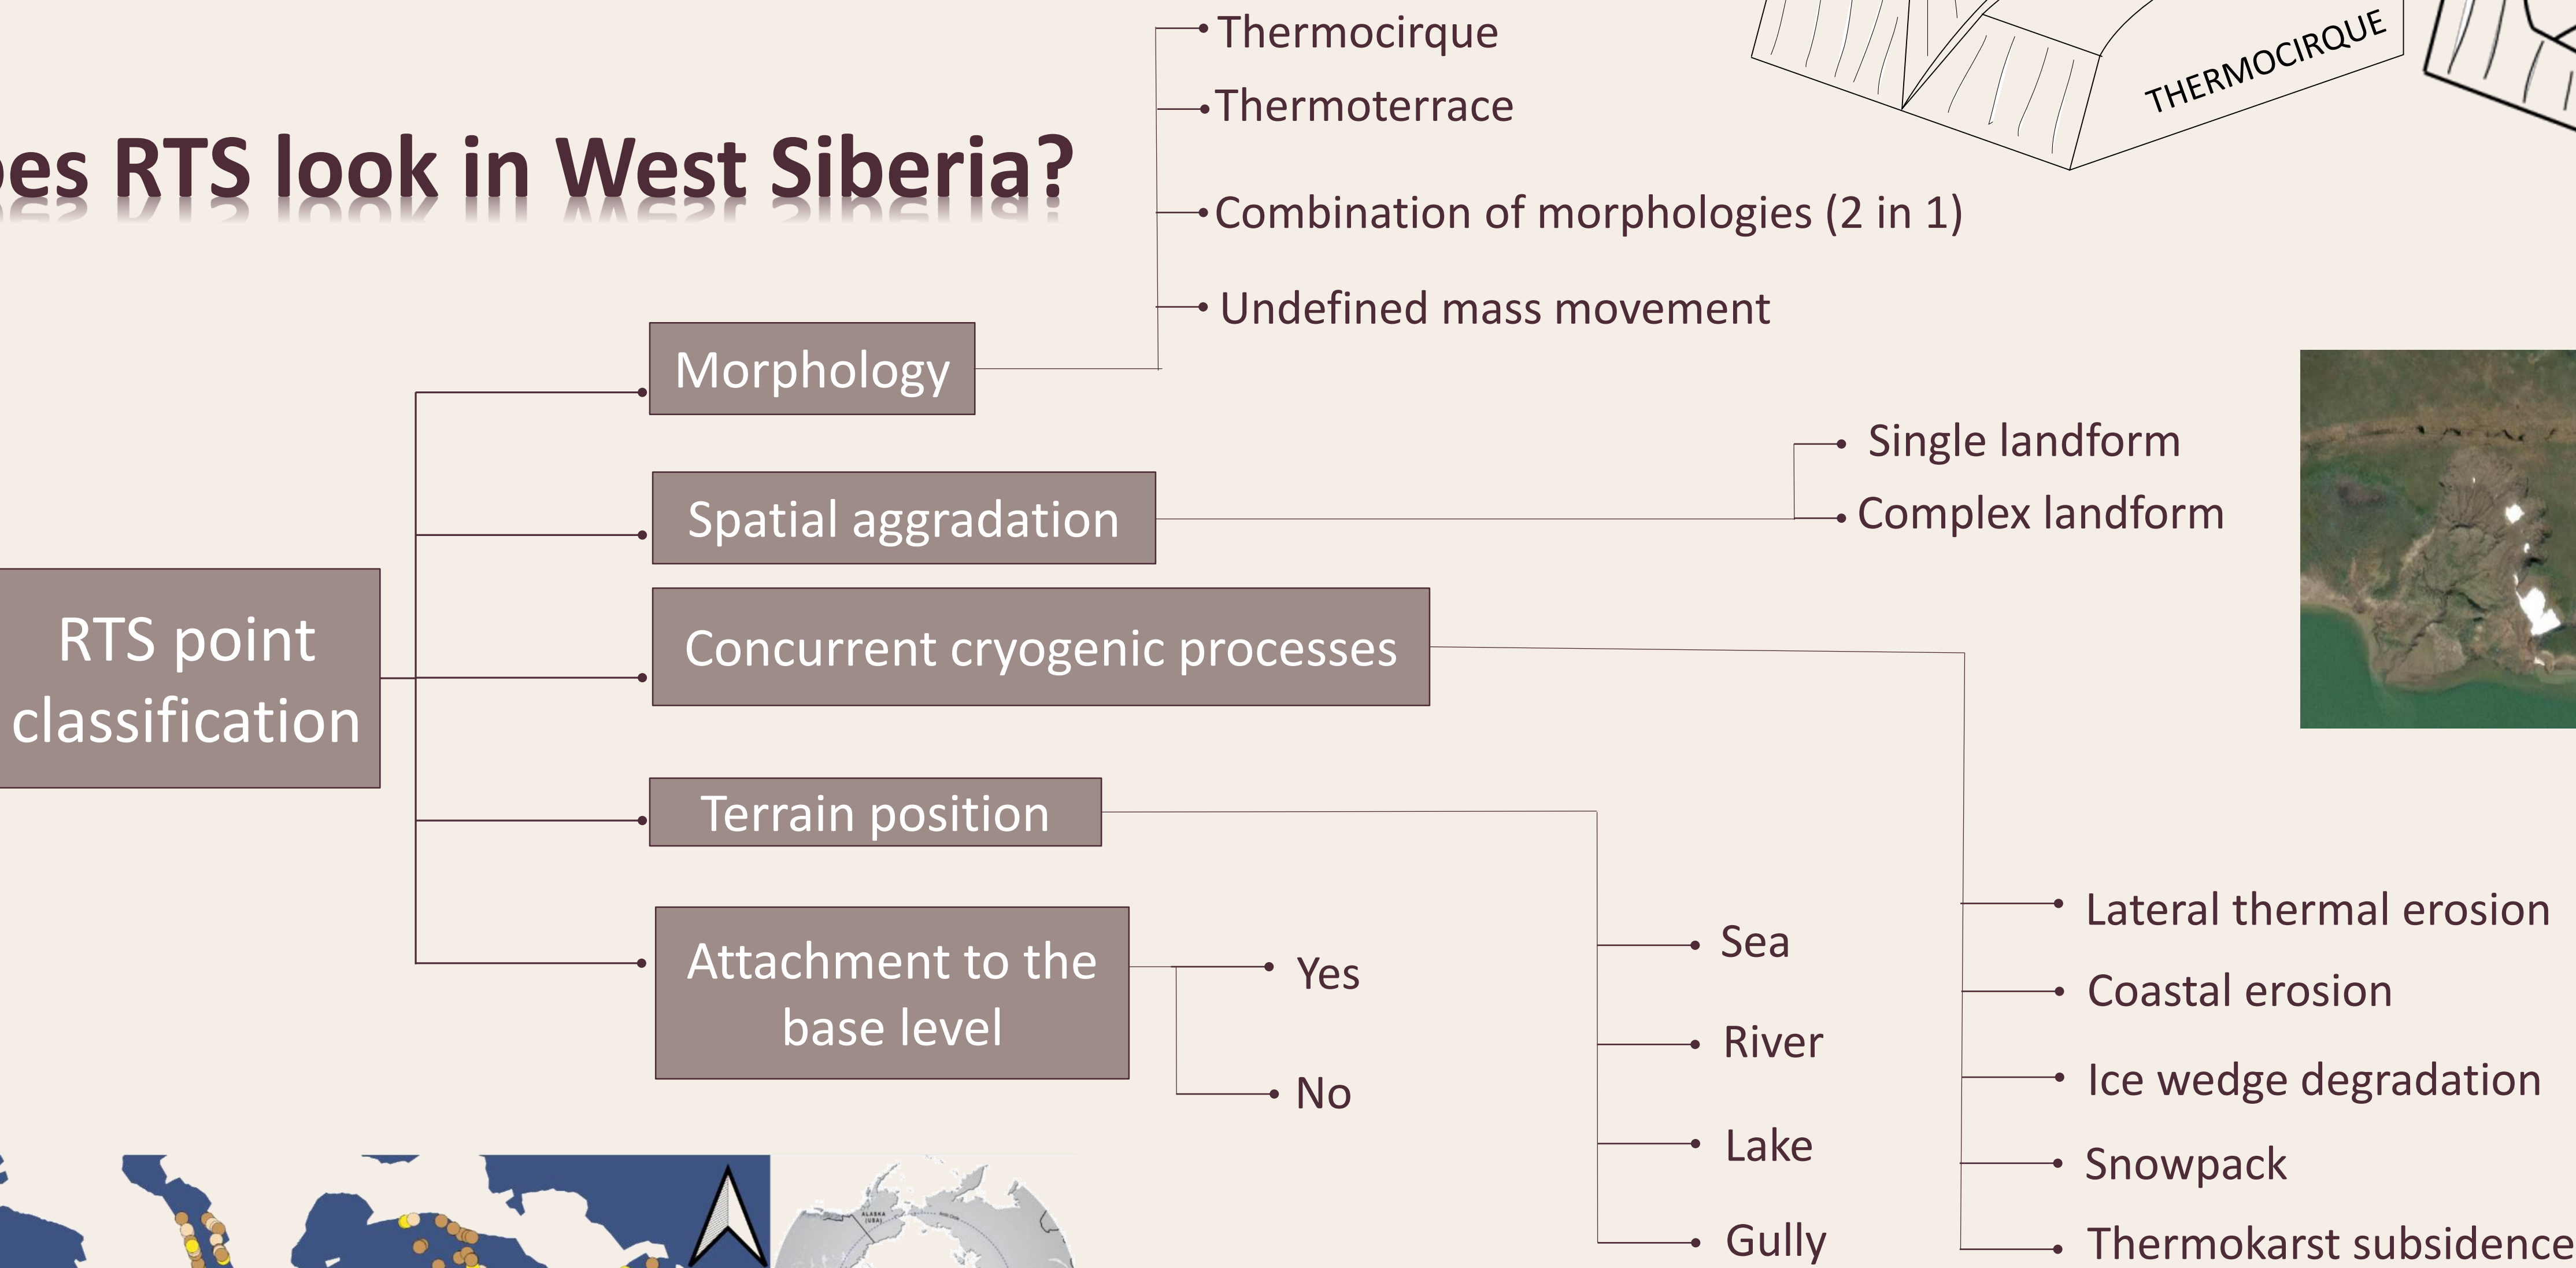 Thermocirque
THERMOCIRQUE
Thermoterrace
es RTS look in West Siberia?
Combination of morphologies (2 in 1)
Undefined mass movement
Morphology
Single landform
Spatial aggradation
Complex landform
RTS point
classification
Concurrent cryogenic processes
Terrain position
Attachment to the
base level
Yes
No
Sea
River
Lake
Gully
Lateral thermal erosion
Coastal erosion
Ice wedge degradation
Snowpack
Thermokarst subsidence
ALASKA
(USA)